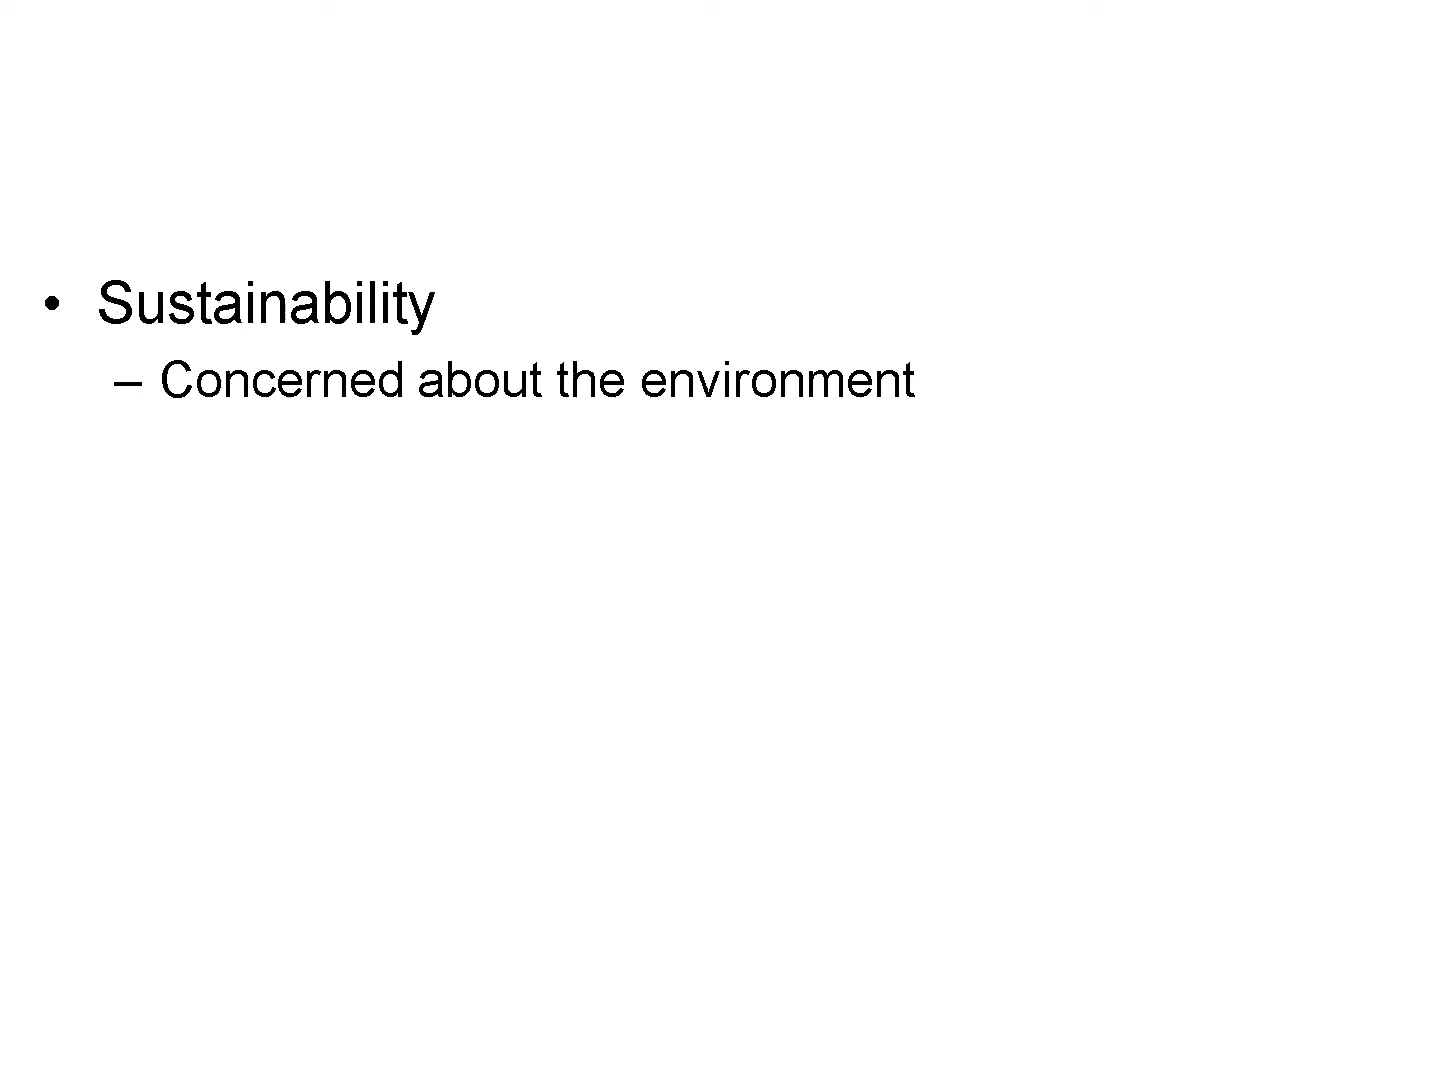 • Sustainability
– Concerned about the environment